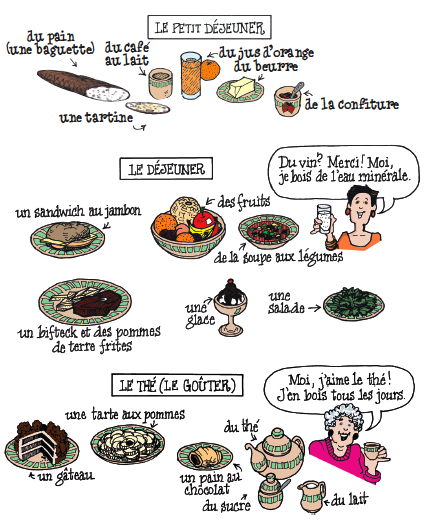 LE PETIT DÉJEUNER
du pain
(une baguette)
du café
au lait
du jus d'orange
du beurre
de la confiture
une tartine
LE DÉJEUNER
Du vin? Merci! Moi,
je bois de l'eau minérale.
un sandwich au jambon
des fruits
de la soupe aux légumes
un bifteck et des pommes
de terre frites
une
glace
une
salade
LE THÉ (LE GOÛTER)
Moi, j'aime le thé!
J'en bois tous les jours.
une tarte aux pommes
du thé
un gâteau
un pain au
chocolat
du sucre
du lait